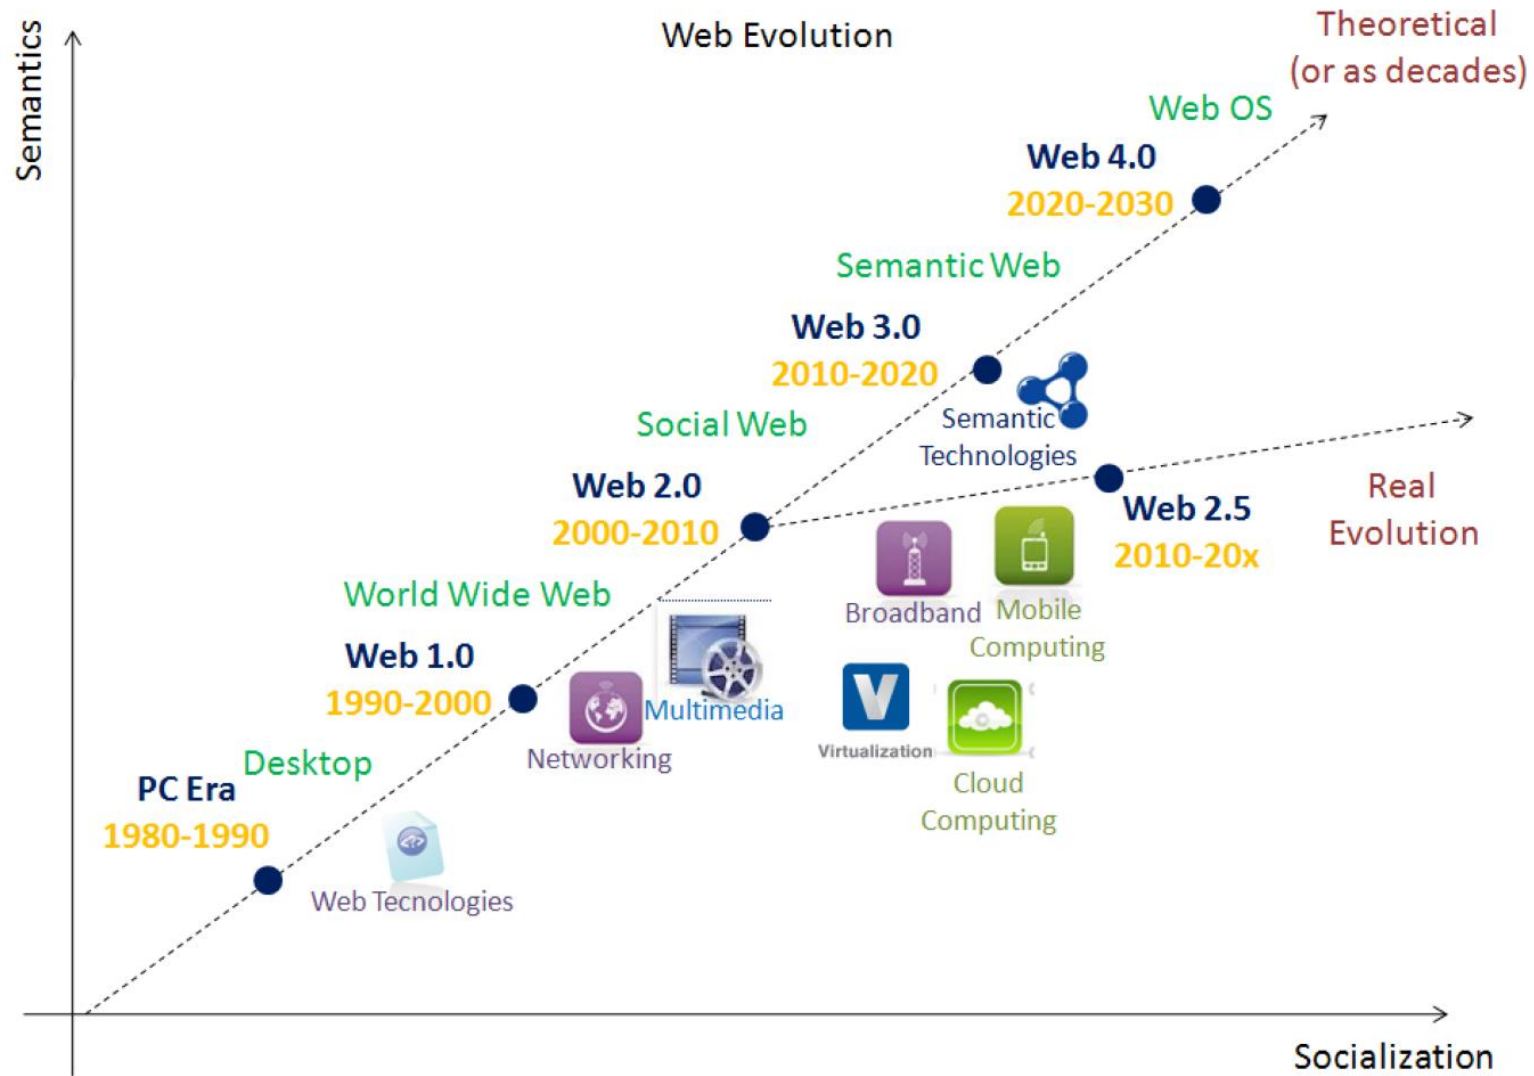 Web Evolution
Semantics
Theoretical
(or as decades)
Web OS
Web 4.0
2020-2030
Semantic Web
Web 3.0
2010-2020
Semantic
Technologies
Social Web
Web 2.0
2000-2010
Web 2.5
2010-20x
Real
Evolution
Broadband
Mobile
Computing
World Wide Web
Web 1.0
1990-2000
Networking
Multimedia
V
Virtualization
Cloud
Computing
Desktop
PC Era
1980-1990
Web Tecnologies
Socialization